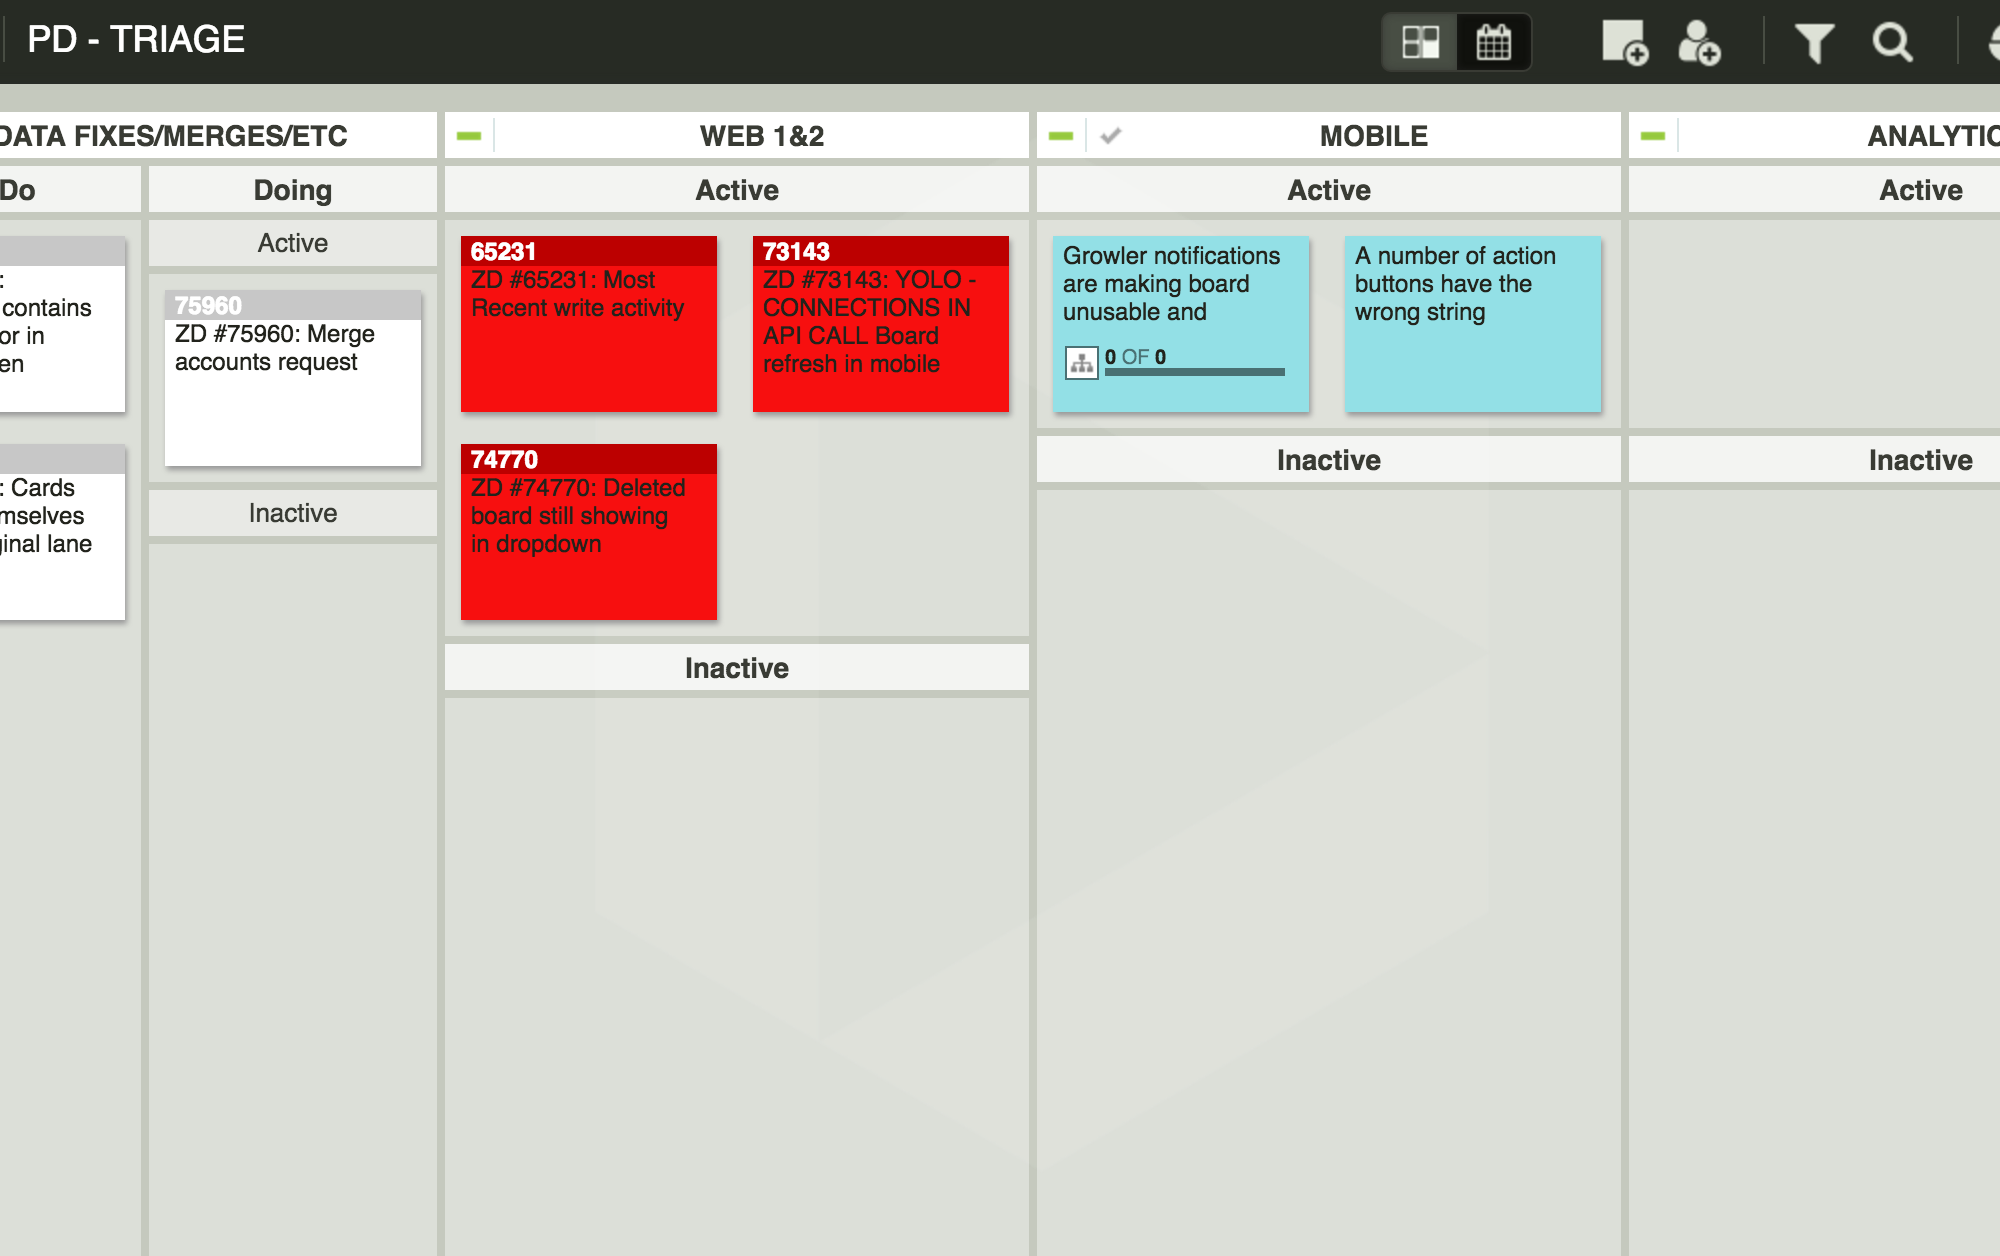 PD - TRIAGE
DATA FIXES/MERGES/ETC
Do
:
contains
or in
en
: Cards
mselves
inal lane
Doing
Active
75960
ZD #75960: Merge
accounts request
Inactive
WEB 1&2
Active
65231
ZD #65231: Most
Recent write activity
73143
ZD #73143: YOLO -
CONNECTIONS IN
API CALL Board
refresh in mobile
74770
ZD #74770: Deleted
board still showing
in dropdown
Inactive
MOBILE
Active
Growler notifications
are making board
unusable and
0 OF 0
A number of action
buttons have the
wrong string
Inactive
ANALYTIC
Active
Inactive